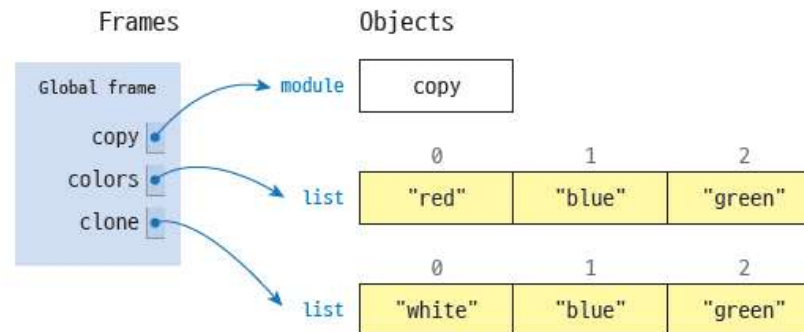 Frames Objects
Global frame
module copy
copy
0 1 2
colors
list "red" "blue" "green"
clone
0 1 2
list "white" "blue" "green"